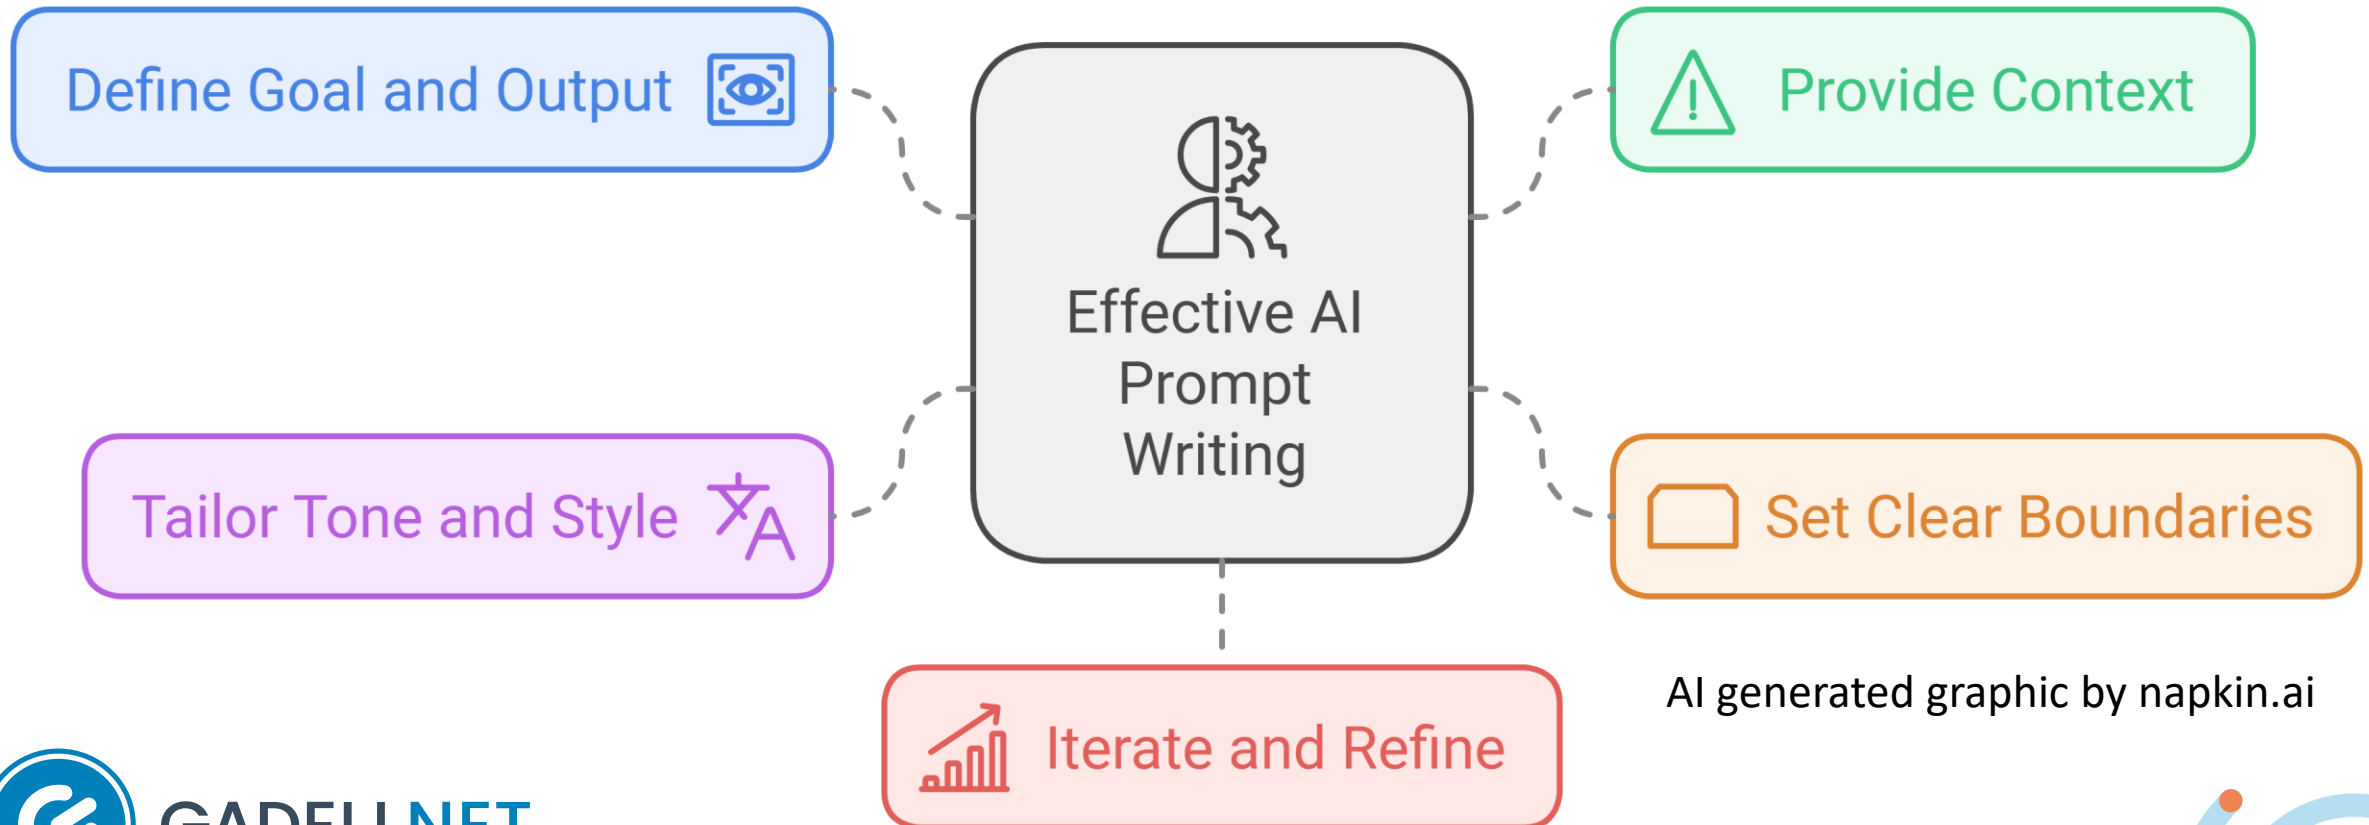 Define Goal and Output
Provide Context
Effective AI
Prompt
Writing
Tailor Tone and Style
Set Clear Boundaries
AI generated graphic by napkin.ai
Iterate and Refine
GADELLNET